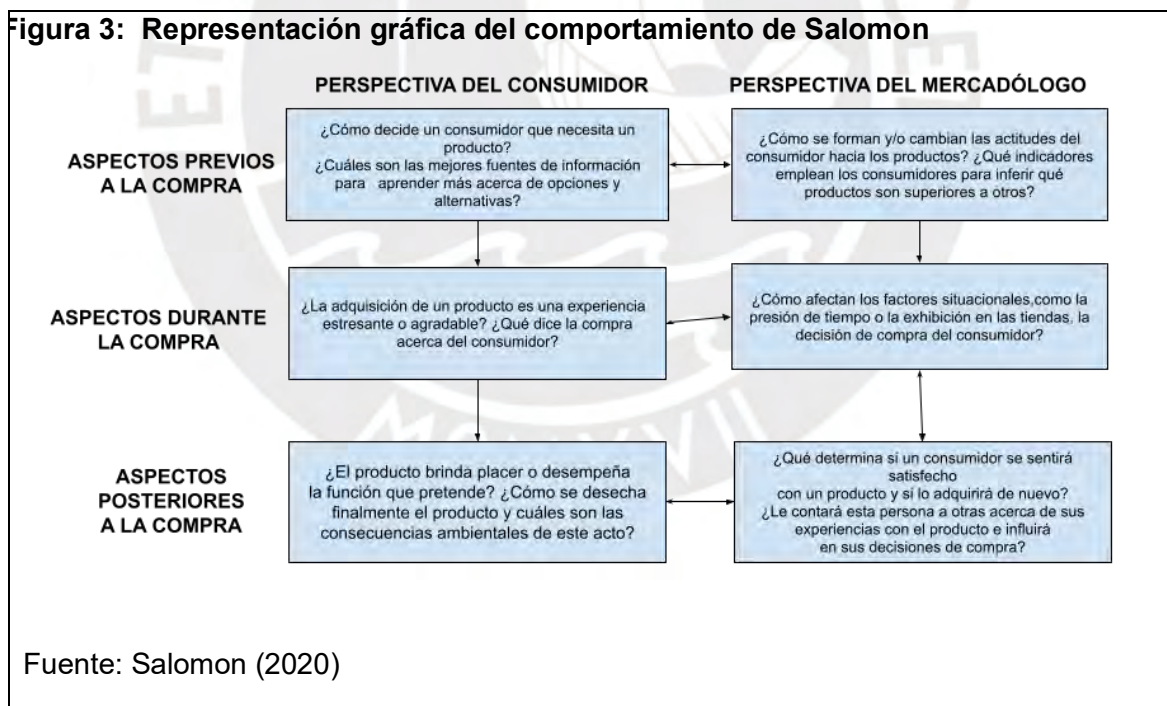 Figura 3: Representación gráfica del comportamiento de Salomon
PERSPECTIVA DEL CONSUMIDOR
PERSPECTIVA DEL MERCADÓLOGO
ASPECTOS PREVIOS
A LA COMPRA
¿Cómo decide un consumidor que necesita un
producto?
¿Cuáles son las mejores fuentes de información
para aprender más acerca de opciones y
alternativas?
¿Cómo se forman y/o cambian las actitudes del
consumidor hacia los productos? ¿Qué indicadores
emplean los consumidores para inferir qué
productos son superiores a otros?
ASPECTOS DURANTE
LA COMPRA
¿La adquisición de un producto es una experiencia
estresante o agradable? ¿Qué dice la compra
acerca del consumidor?
¿Cómo afectan los factores situacionales,como la
presión de tiempo o la exhibición en las tiendas, la
decisión de compra del consumidor?
ASPECTOS
POSTERIORES
A LA COMPRA
¿El producto brinda placer o desempeña
la función que pretende? ¿Cómo se desecha
finalmente el producto y cuáles son las
consecuencias ambientales de este acto?
¿Qué determina si un consumidor se sentirá
satisfecho
con un producto y si lo adquirirá de nuevo?
¿Le contará esta persona a otras acerca de sus
experiencias con el producto e influirá
en sus decisiones de compra?
Fuente: Salomon (2020)